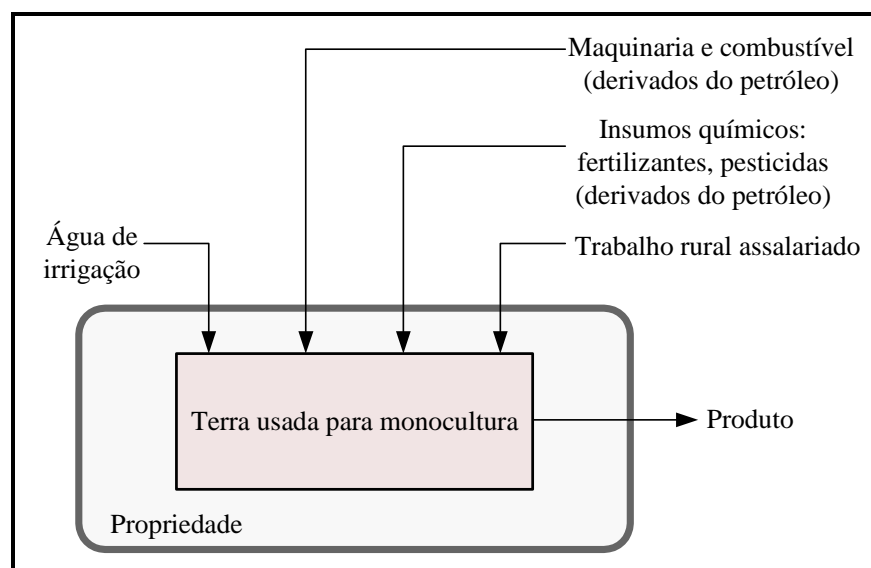 Maquinaria e combustível
(derivados do petróleo)
Insumos químicos:
fertilizantes, pesticidas
(derivados do petróleo)
Água de
irrigação
Trabalho rural assalariado
Terra usada para monocultura
Produto
Propriedade